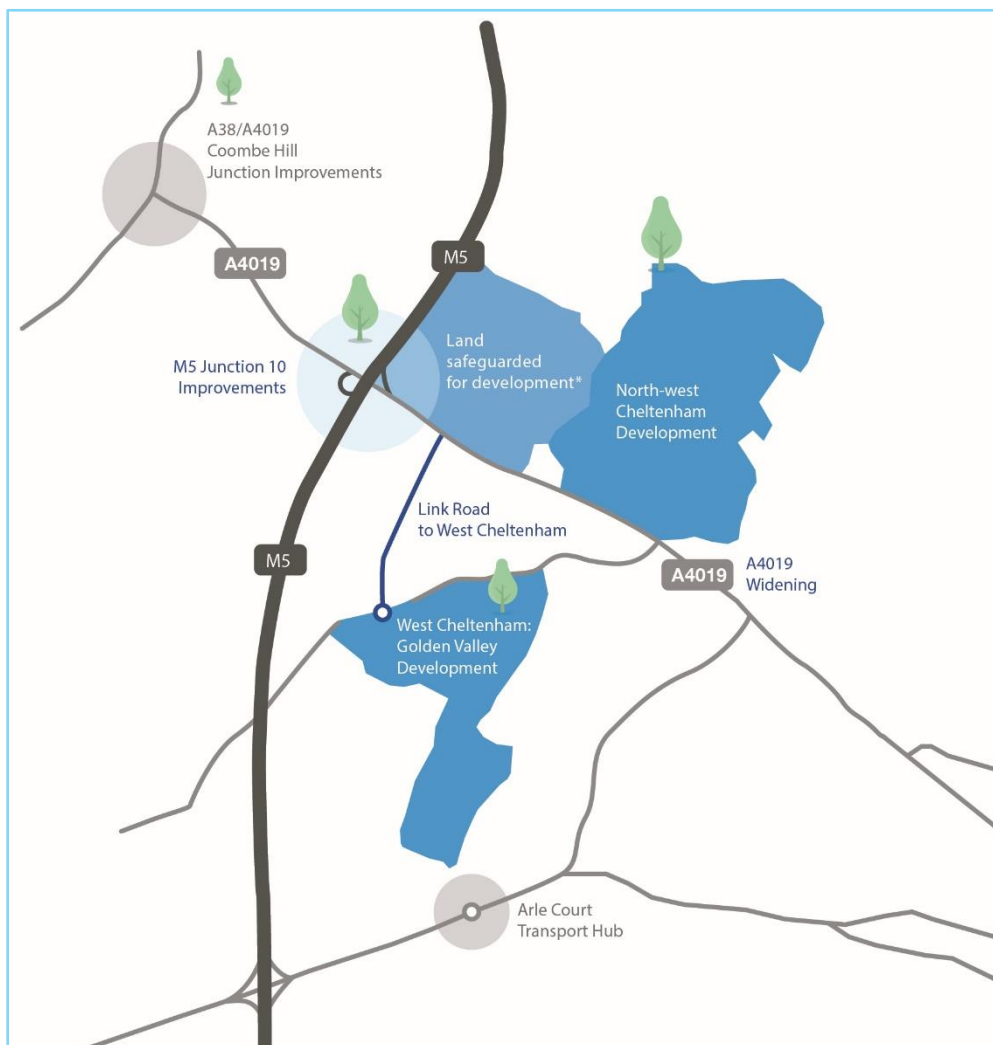 A38/A4019
Coombe Hill
Junction Improvements
M5
A4019
Land
safeguarded
for development*
M5 Junction 10
Improvements
North-west
Cheltenham
Development
Link Road
to West Cheltenham
M5
A4019
A4019
Widening
West Cheltenham:
Golden Valley
Development
Arle Court
Transport Hub